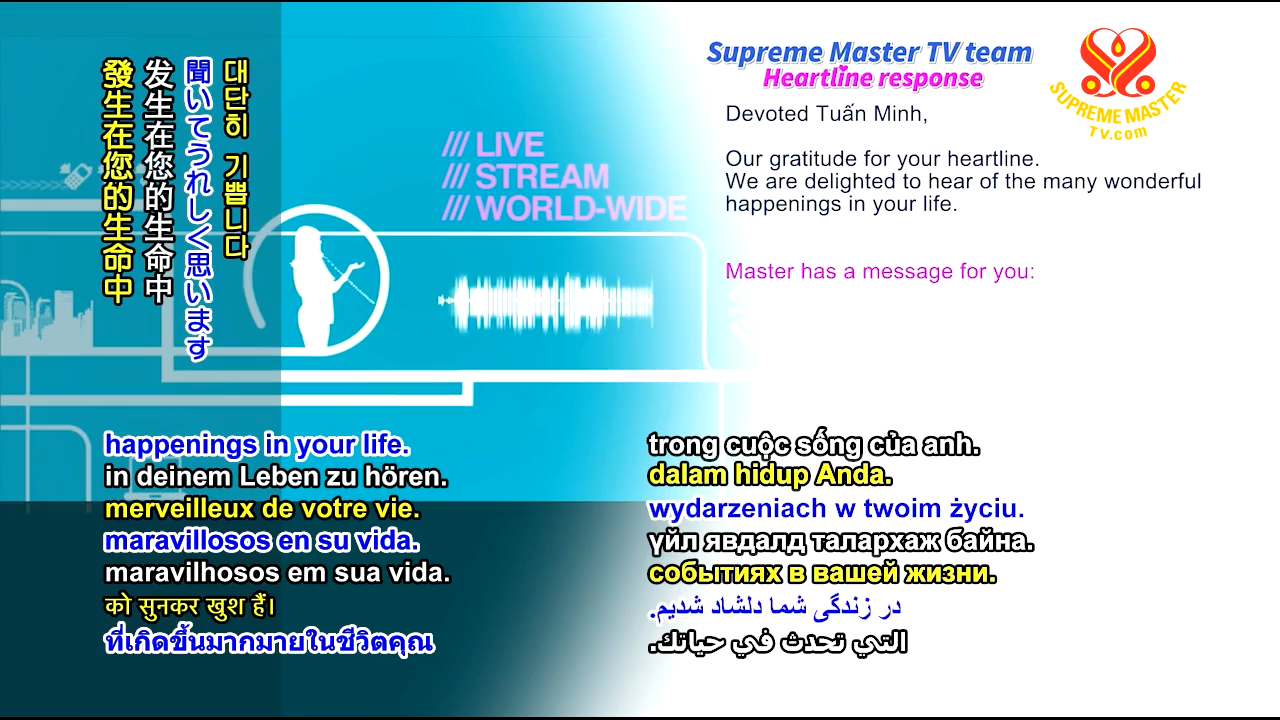 Supreme Master TV team
Heartline response
SUPREME MASTER
TV.com
Devoted Tuấn Minh,
Our gratitude for your heartline.
We are delighted to hear of the many wonderful
happenings in your life.
Master has a message for you:
/// LIVE
/// STREAM
/// WORLD-WIDE
대단히 기쁩니다
聞いてうれしく思います
发生在您的生命中
發生在您的生命中
happenings in your life.
in deinem Leben zu hören.
merveilleux de votre vie.
maravillosos en su vida.
maravilhosos em sua vida.
को सुनकर खुश हैं।
ที่เกิดขึ้นมากมายในชีวิตคุณ
trong cuộc sống của anh.
dalam hidup Anda.
wydarzeniach w twoim życiu.
үйл явдалд талархаж байна.
событиях в вашей жизни.
در زندگی شما دلشاد شدیم.
التي تحدث في حياتك.